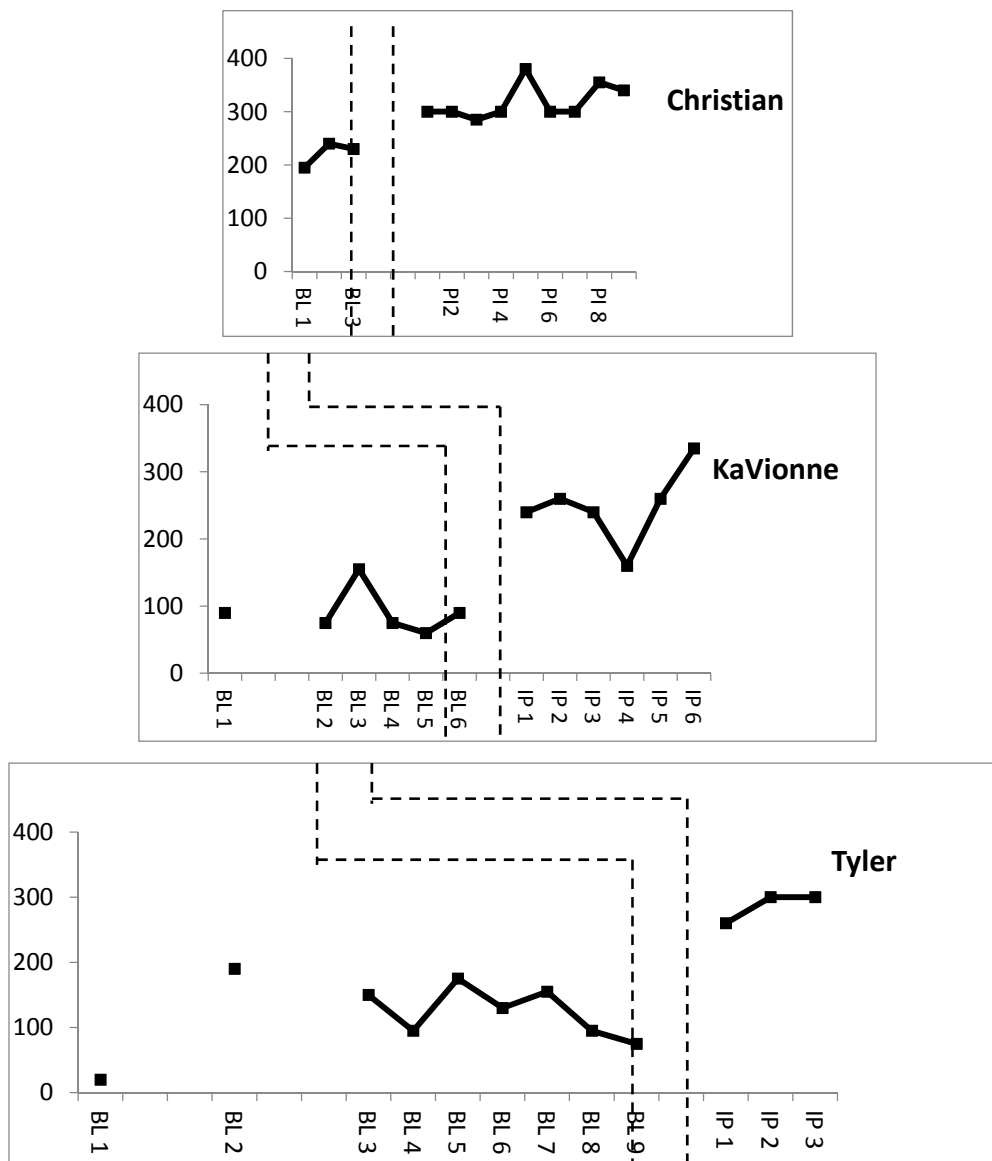 400
300
200
100
0
Christian
BL 1
BL 3
PI2
PI 4
PI 6
PI 8
400
300
200
100
0
KaVionne
BL 1
BL 2
BL 3
BL 4
BL 5
BL 6
IP 1
IP 2
IP 3
IP 4
IP 5
IP 6
400
300
200
100
0
Tyler
BL 1
BL 2
BL 3
BL 4
BL 5
BL 6
BL 7
BL 8
BL 9
IP 1
IP 2
IP 3